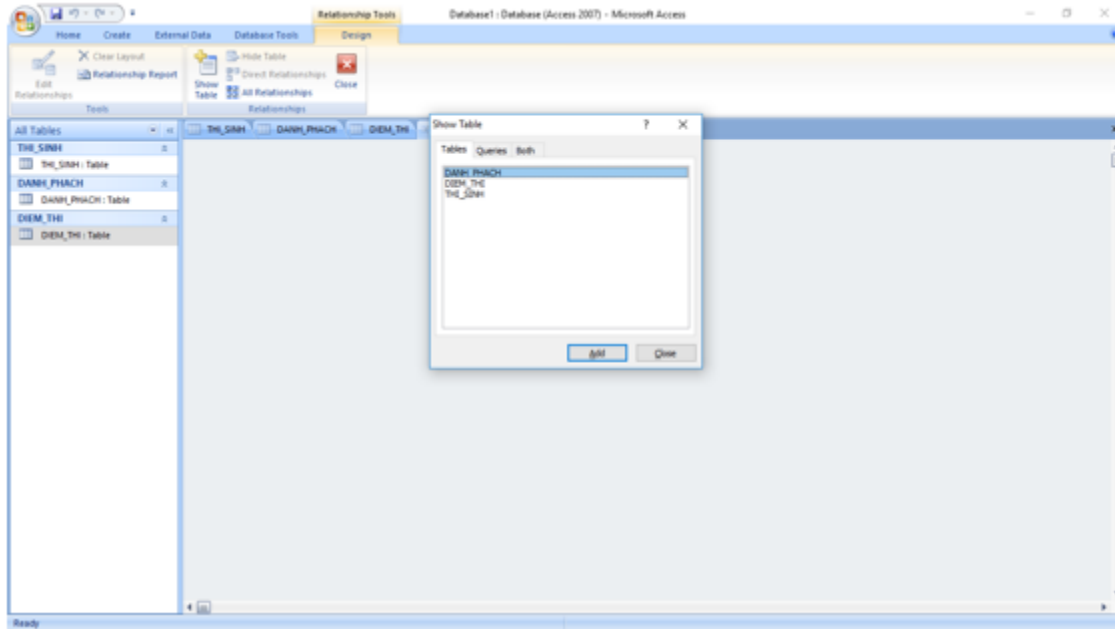 Relationship Tools
Database1 : Database (Access 2007) - Microsoft Access
Home Create External Data Database Tools Design
Clear Layout
Relationship Report
Edit Relationships
Tools
Show Table
Hide Table
Direct Relationships
All Relationships
Close
Relationships
All Tables
THI_SINH
THI_SINH : Table
DANH_PHACH
DANH_PHACH : Table
DIEM_THI
DIEM_THI : Table
THI_SINH DANH_PHACH DIEM_THI
Show Table
Tables Queries Both
DANH_PHACH
DIEM_THI
THI_SINH
Add Close
Ready